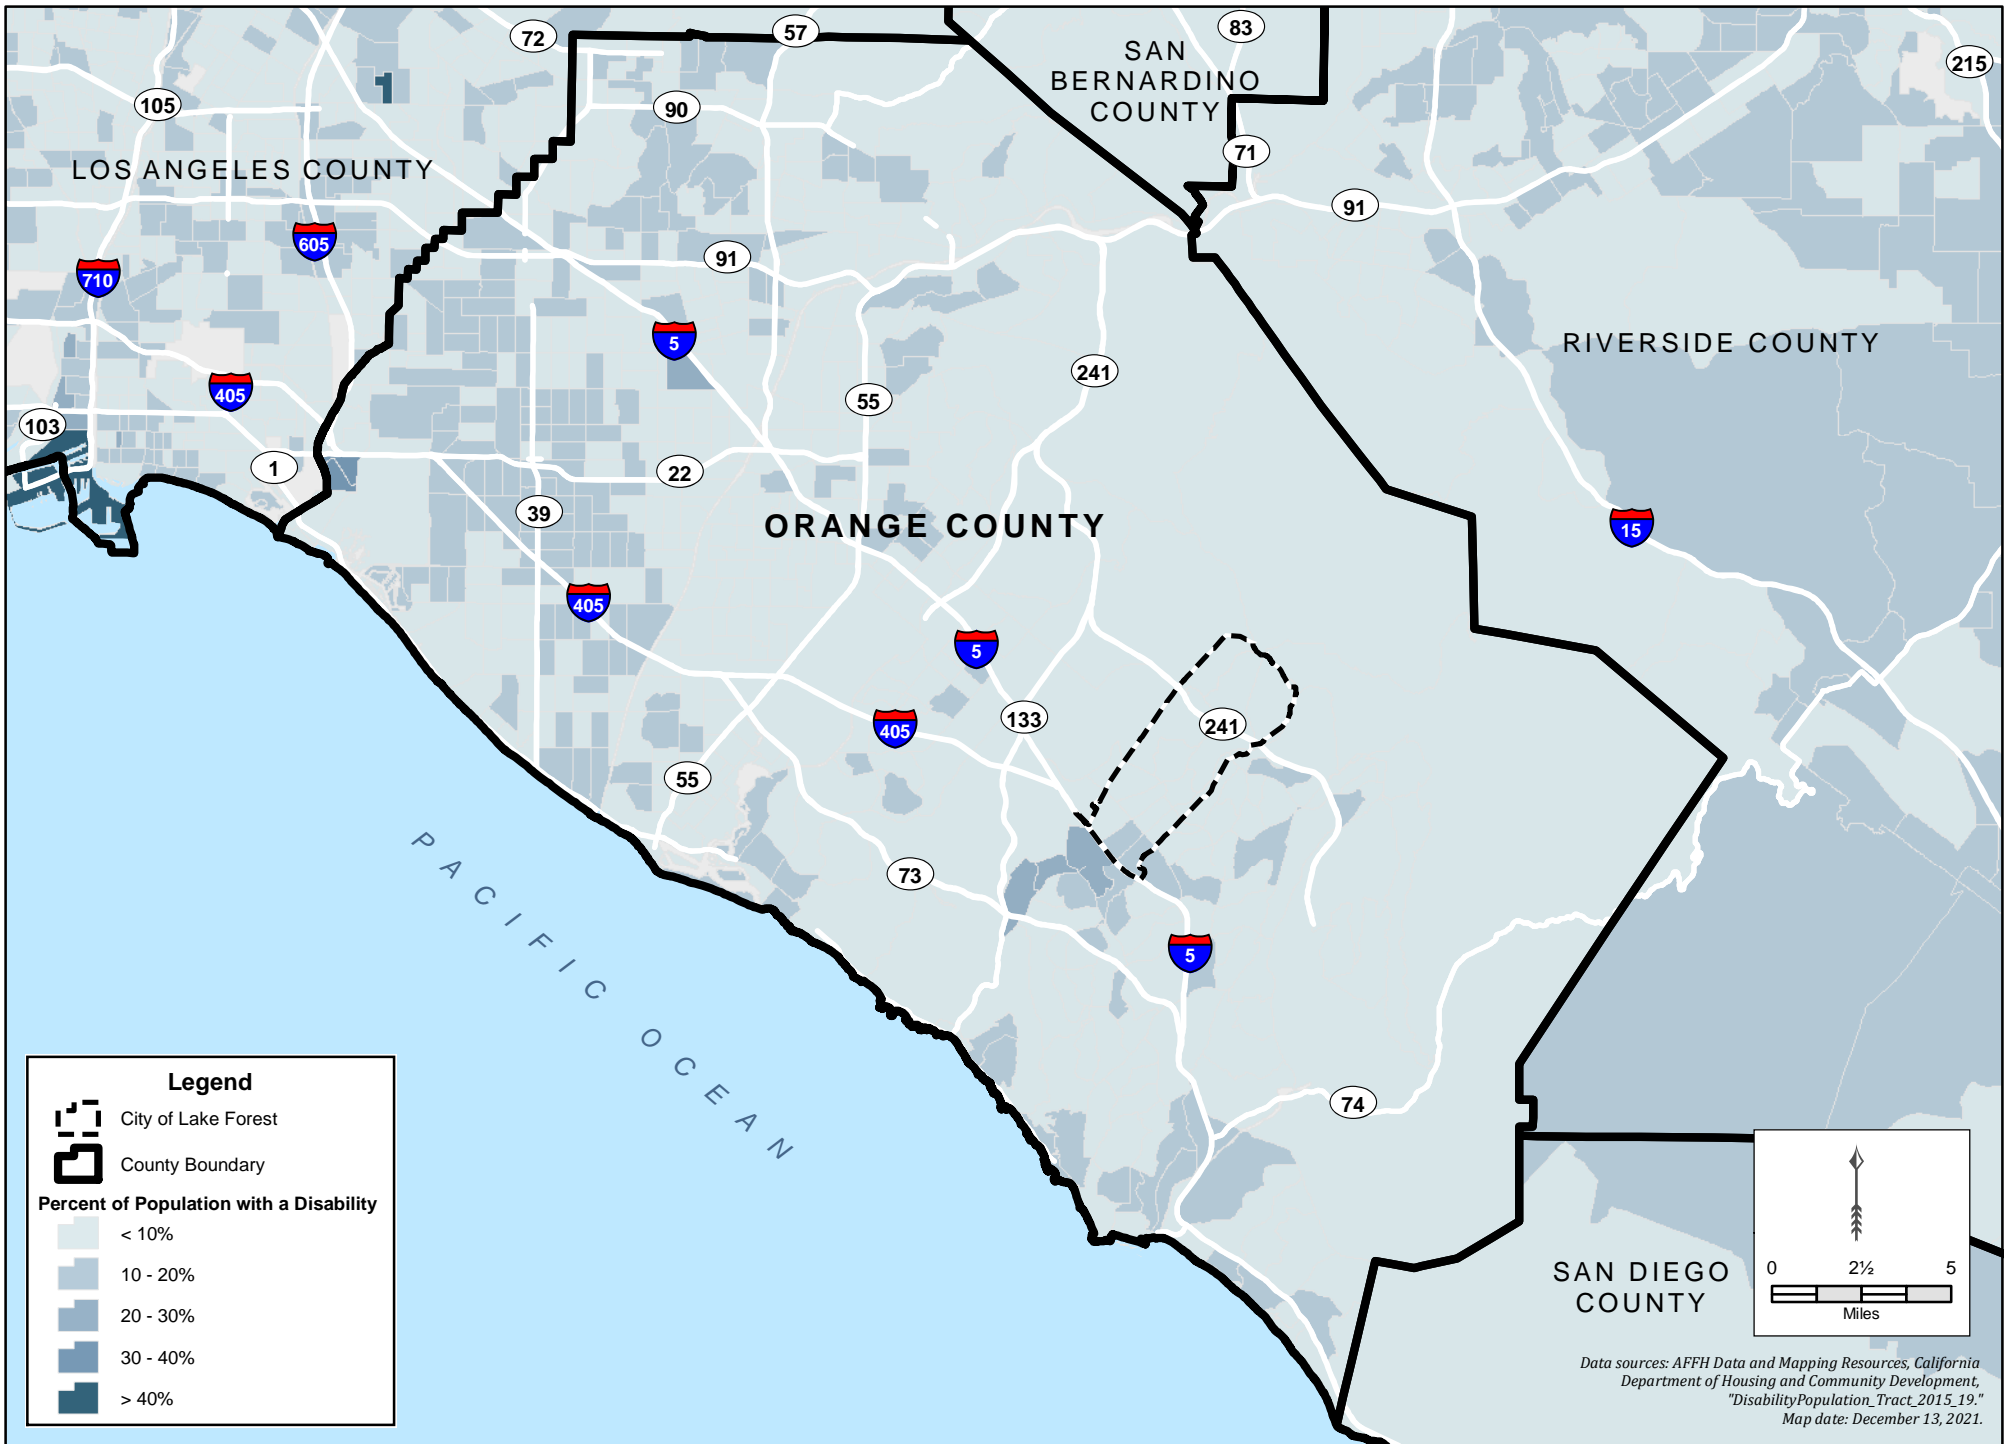 72
57
83
215
SAN
BERNARDINO
COUNTY
105
90
71
LOS ANGELES COUNTY
91
605
91
710
5
RIVERSIDE COUNTY
241
405
55
103
1
22
39
ORANGE COUNTY
15
405
5
133
405
241
55
73
PACIFIC OCEAN
5
74
Legend
City of Lake Forest
County Boundary
Percent of Population with a Disability
< 10%
10 - 20%
20 - 30%
30 - 40%
> 40%
SAN DIEGO
COUNTY
0 2½ 5
Miles
Data sources: AFFH Data and Mapping Resources, California
Department of Housing and Community Development,
"DisabilityPopulation_Tract_2015_19."
Map date: December 13, 2021.